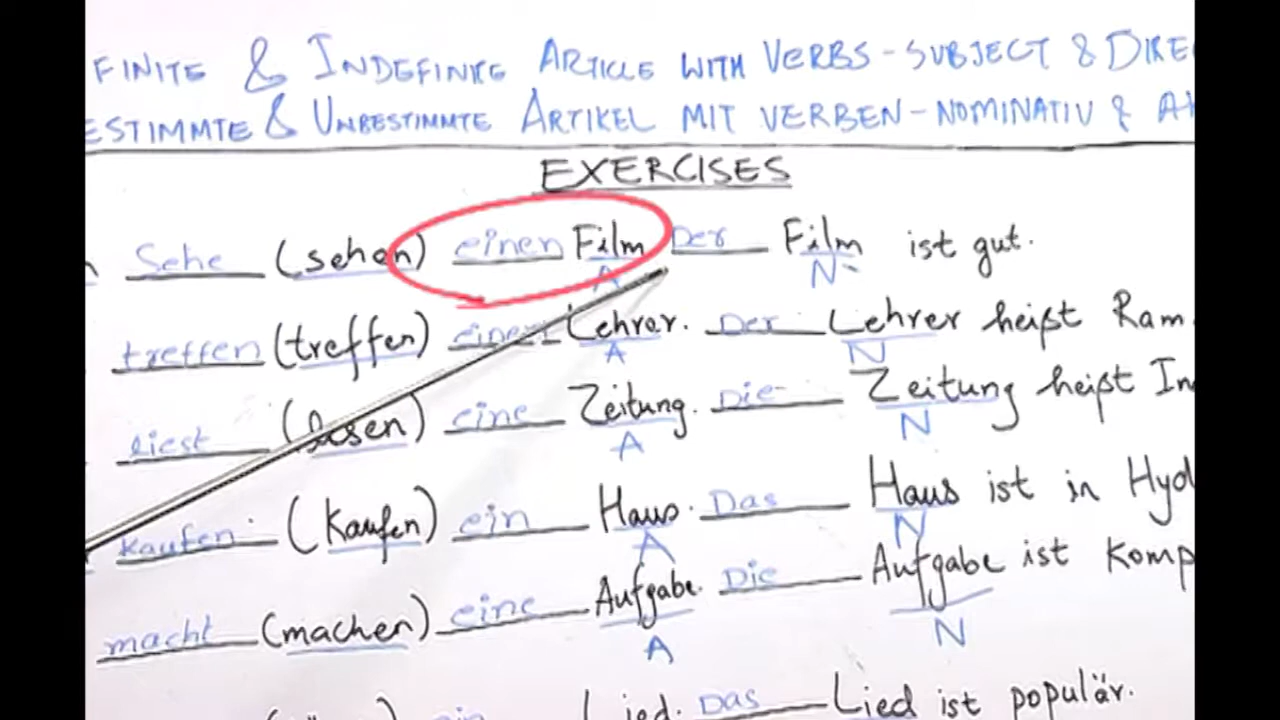 FINITE & INDEFINITE ARTICLE WITH VERBS - SUBJECT & DIRE
ESTIMMTE & UNBESTIMMTE ARTIKEL MIT VERBEN - NOMINATIV & A
EXERCISES
Sehe (sehen) einen Film Der Film ist gut.
A N
treffen (treffen) einen Lehrer. Der Lehrer heißt Ram.
A N
liest (lesen) eine Zeitung. Die Zeitung heißt In
A N
kaufen (kaufen) ein Haus. Das Haus ist in Hyd
A N
macht (machen) eine Aufgabe. Die Aufgabe ist komp
A N
ein Lied. Das Lied ist populär.